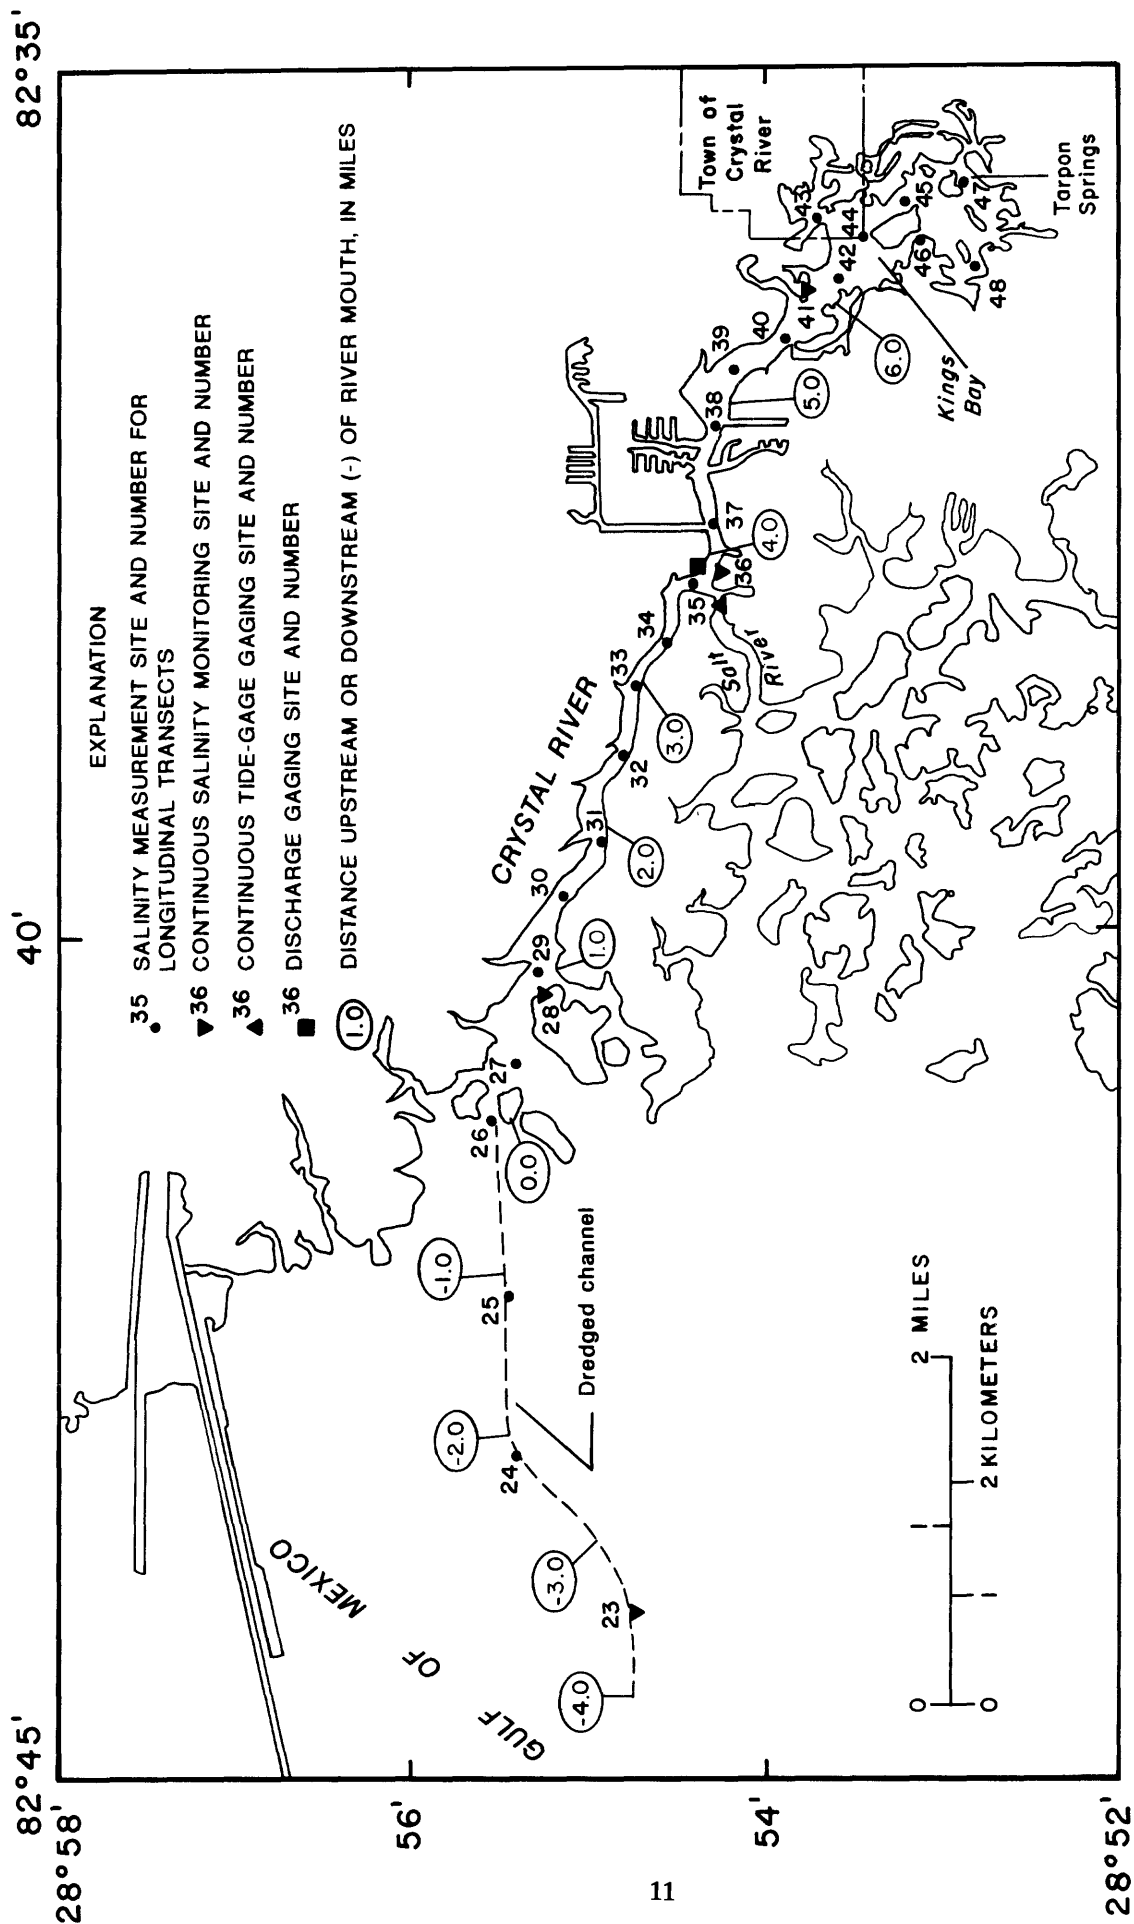 82°45'
40'
82°35'
28°58'
56'
54'
28°52'
EXPLANATION
35 SALINITY MEASUREMENT SITE AND NUMBER FOR
LONGITUDINAL TRANSECTS
36 CONTINUOUS SALINITY MONITORING SITE AND NUMBER
36 CONTINUOUS TIDE-GAGE GAGING SITE AND NUMBER
36 DISCHARGE GAGING SITE AND NUMBER
1.0 DISTANCE UPSTREAM OR DOWNSTREAM (-) OF RIVER MOUTH, IN MILES
GULF
OF
MEXICO
-4.0
23
-3.0
24
-2.0
Dredged channel
25
-1.0
26
0.0
27
28
29
1.0
30
CRYSTAL RIVER
31
2.0
32
33
3.0
34
35
Salt
River
36
4.0
37
38
5.0
39
40
41
6.0
42
43
44
45
46
47
48
Kings
Bay
Town of
Crystal
River
Tarpon
Springs
0 1 2 MILES
0 1 2 KILOMETERS
11